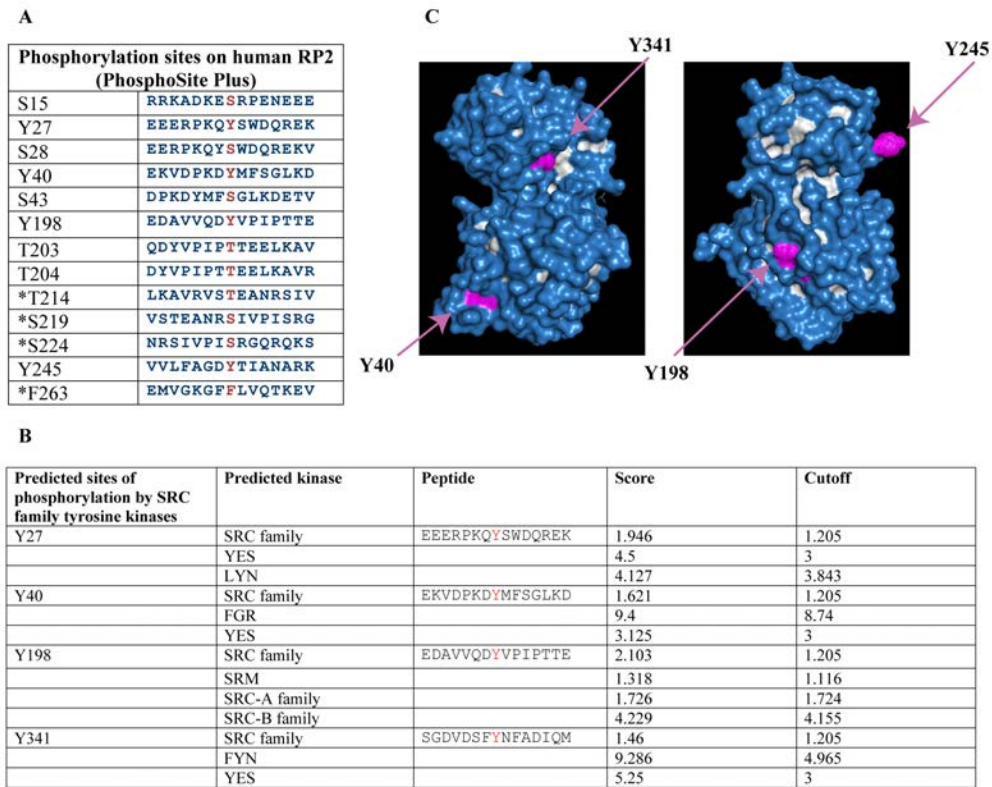 A
Phosphorylation sites on human RP2
(PhosphoSite Plus)
S15 RRKADKESRPENEEE
Y27 EEERPKQYSWDQREK
S28 EERPKQYSWDQREKV
Y40 EKVDPKDYMFSGLKD
S43 DPKDYMFSGLKDETV
Y198 EDAVVQDYVPIPTTE
T203 QDYVPIPTTEELKAV
T204 DYVPIPTTEELKAVR
*T214 LKAVRVSTEANRSIV
*S219 VSTEANRSIVPISRG
*S224 NRSIVPISRGQRQKS
Y245 VVLFAGDYTIANARK
*F263 EMVGKGFFLVQTKEV
C
Y341
Y245
Y40
Y198
B
Predicted sites of phosphorylation by SRC family tyrosine kinases Predicted kinase Peptide Score Cutoff
Y27 SRC family EEERPKQYSWDQREK 1.946 1.205
YES 4.5 3
LYN 4.127 3.843
Y40 SRC family EKVDPKDYMFSGLKD 1.621 1.205
FGR 9.4 8.74
YES 3.125 3
Y198 SRC family EDAVVQDYVPIPTTE 2.103 1.205
SRM 1.318 1.116
SRC-A family 1.726 1.724
SRC-B family 4.229 4.155
Y341 SRC family SGDVDSFYNFADIQM 1.46 1.205
FYN 9.286 4.965
YES 5.25 3